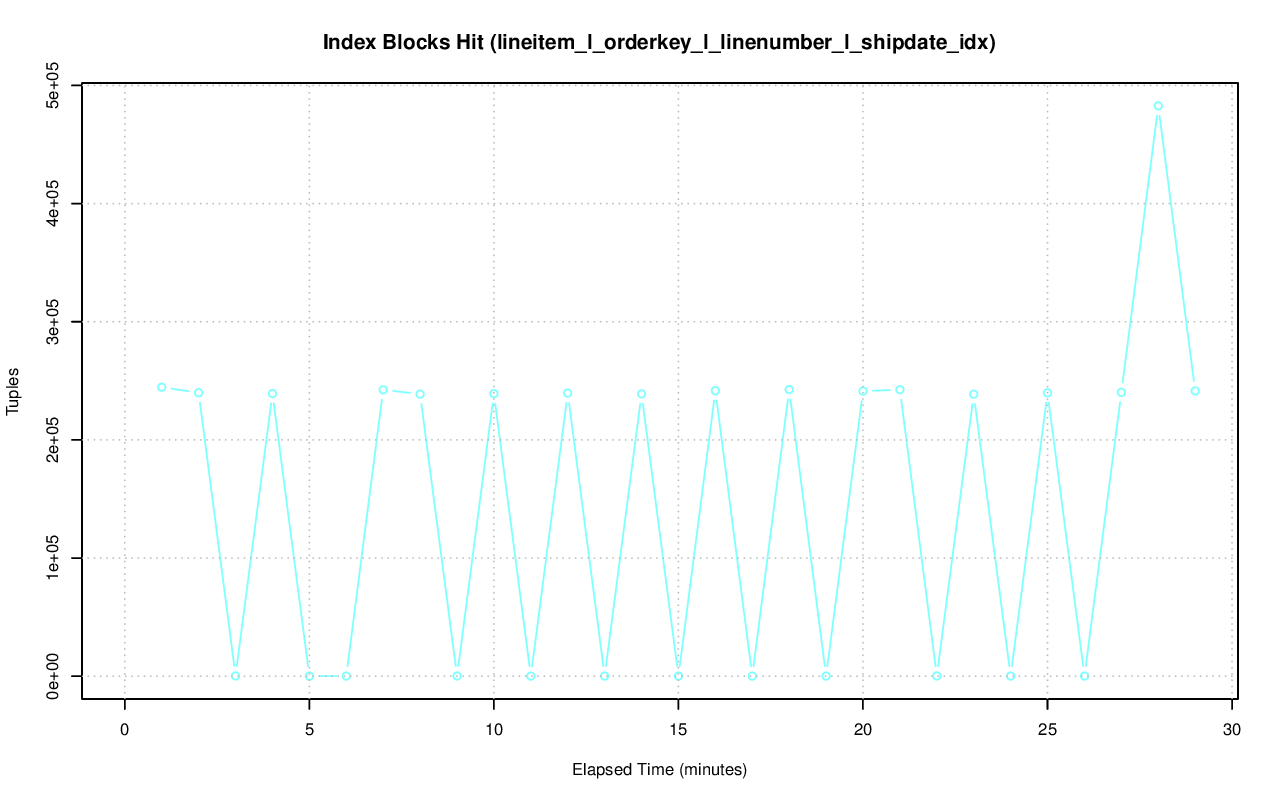 Index Blocks Hit (lineitem_l_orderkey_l_linenumber_l_shipdate_idx)
Tuples
5e+05
4e+05
3e+05
2e+05
1e+05
0e+00
0 5 10 15 20 25 30
Elapsed Time (minutes)